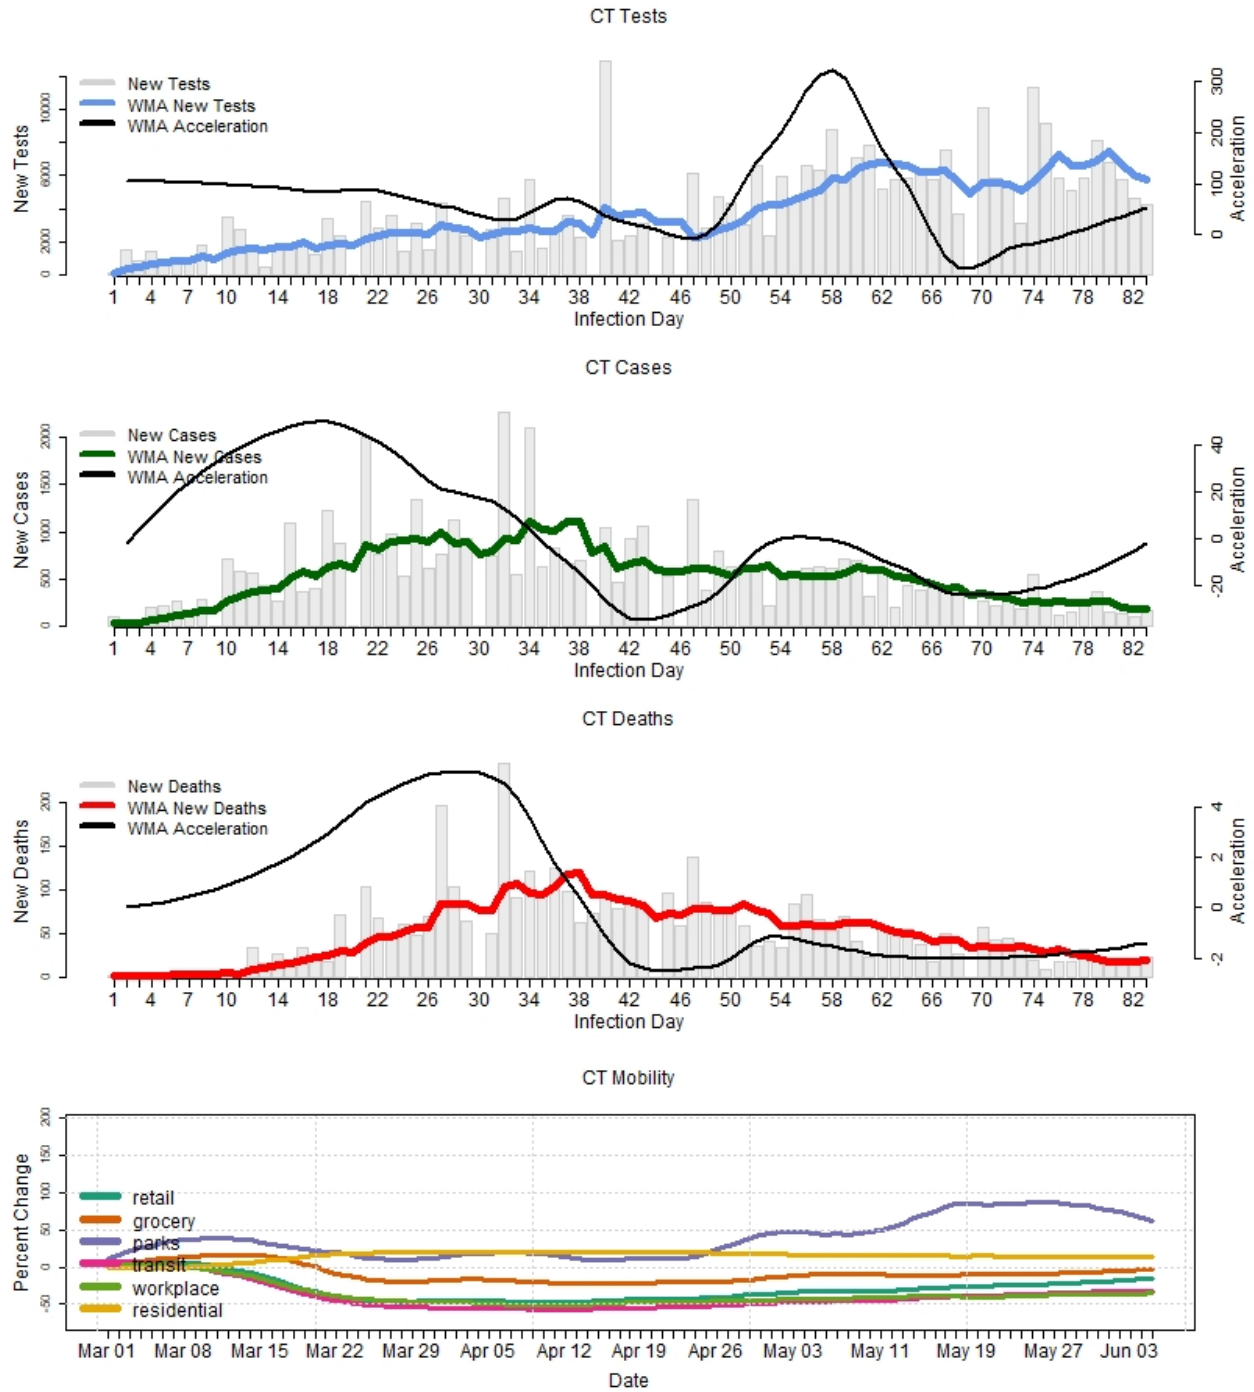 CT Tests
New Tests
WMA New Tests
WMA Acceleration
New Tests
0 2000 6000 10000
0 100 200 300
Acceleration
1 4 7 10 14 18 22 26 30 34 38 42 46 50 54 58 62 66 70 74 78 82
Infection Day
CT Cases
New Cases
WMA New Cases
WMA Acceleration
New Cases
0 500 1000 1500 2000
-20 0 20 40
Acceleration
1 4 7 10 14 18 22 26 30 34 38 42 46 50 54 58 62 66 70 74 78 82
Infection Day
CT Deaths
New Deaths
WMA New Deaths
WMA Acceleration
New Deaths
0 50 100 150 200
-2 0 2 4
Acceleration
1 4 7 10 14 18 22 26 30 34 38 42 46 50 54 58 62 66 70 74 78 82
Infection Day
CT Mobility
retail
grocery
parks
transit
workplace
residential
Percent Change
-50 0 50 100 150 200
Mar 01 Mar 08 Mar 15 Mar 22 Mar 29 Apr 05 Apr 12 Apr 19 Apr 26 May 03 May 11 May 19 May 27 Jun 03
Date